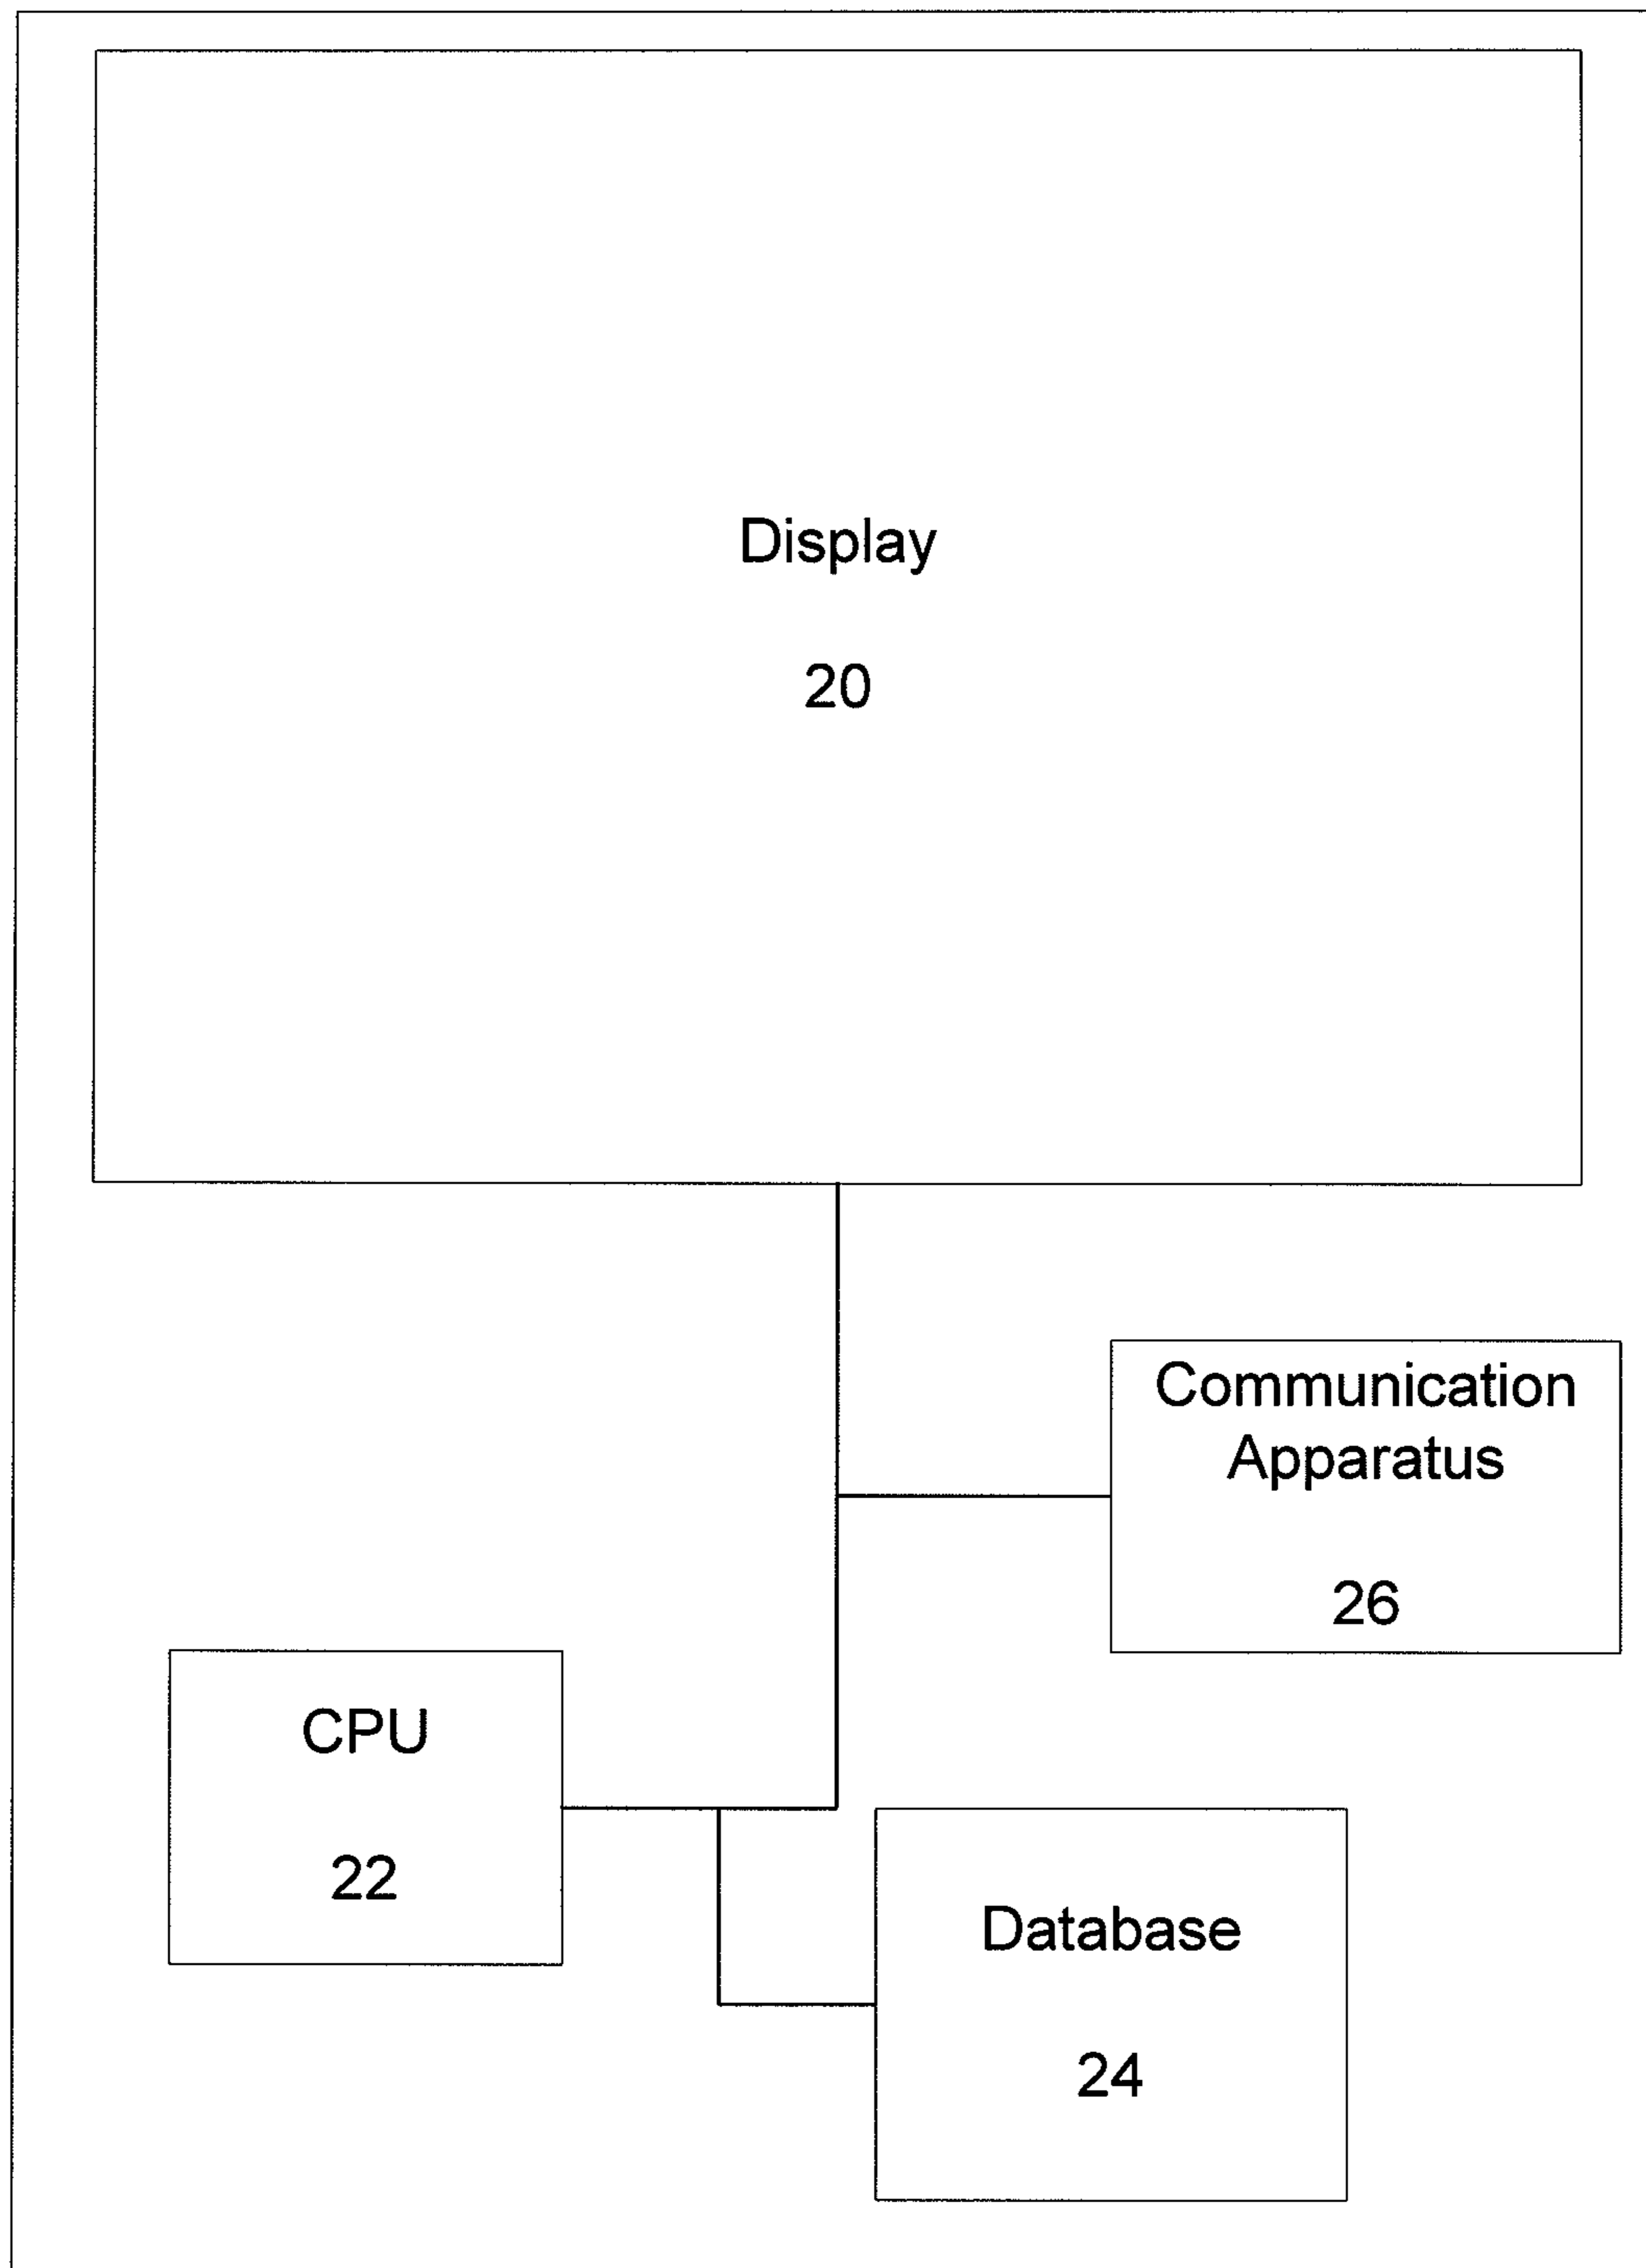 Display
20
Communication
Apparatus
26
CPU
22
Database
24